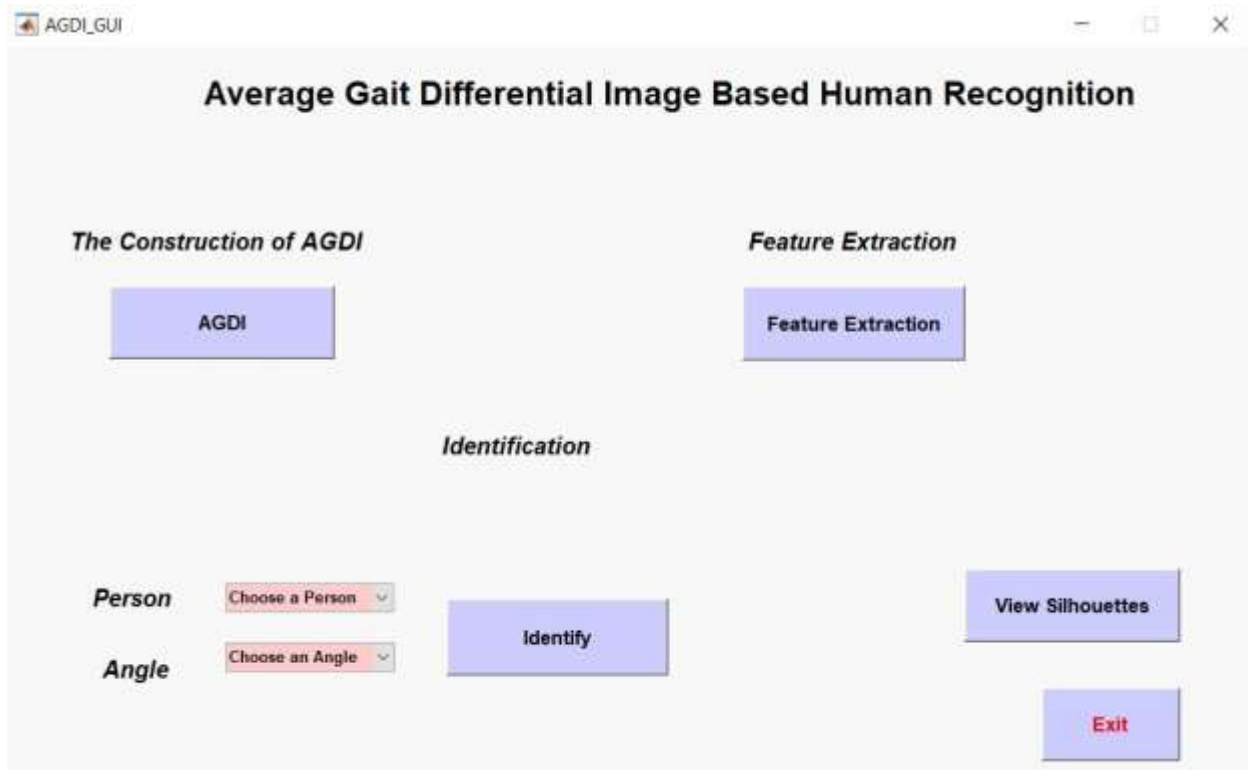 AGDI_GUI
Average Gait Differential Image Based Human Recognition
The Construction of AGDI
Feature Extraction
AGDI
Feature Extraction
Identification
Person
Choose a Person
View Silhouettes
Identify
Angle
Choose an Angle
Exit